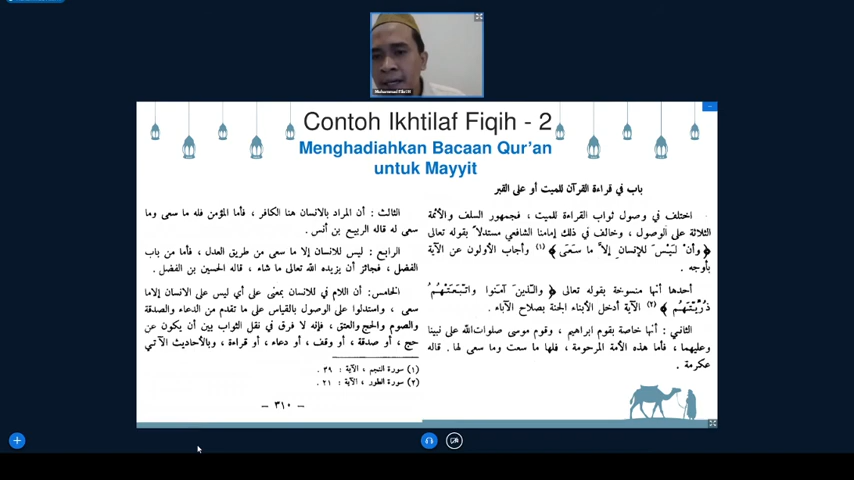 Muhammad Fikri H
Contoh Ikhtilaf Fiqih - 2
Menghadiahkan Bacaan Qur'an
untuk Mayyit
باب في قراءة القرآن للميت أو على القبر
اختلف في وصول ثواب القراءة للميت ، فجمهور السلف والأئمة
الثلاثة على الوصول ، وخالف في ذلك إمامنا الشافعي مستدلاً بقوله تعالى
﴿ وأنْ لَيْسَ للإنسانِ إلاَّ ما سَعَى ﴾ (١) وأجاب الأولون عن الآية
بأوجه .
أحدها أنها منسوخة بقوله تعالى ﴿ والَّذينَ آمَنوا واتَّبَعَتْهُمْ
ذُرِّيَّتُهُم ﴾ (٢) الآية أدخل الأبناء الجنة بصلاح الآباء .
الثاني : أنها خاصة بقوم ابراهيم ، وقوم موسى صلوات الله على نبينا
وعليهما ، فأما هذه الأمة المرحومة ، فلها ما سعت وما سعى لها . قاله
عكرمة .
الثالث : أن المراد بالانسان هنا الكافر ، فأما المؤمن فله ما سعى وما
سعى له قاله الربيع بن أنس .
الرابع : ليس للانسان إلا ما سعى من طريق العدل ، فأما من باب
الفضل ، فجائز أن يزيده الله تعالى ما شاء ، قاله الحسين بن الفضل .
الخامس : أن اللام في للانسان بمعنى على أي ليس على الانسان إلا ما
سعى ، واستدلوا على الوصول بالقياس على ما تقدم من الدعاء والصدقة
والصوم والحج والعتق ، فإنه لا فرق في نقل الثواب بين أن يكون عن
حج ، أو صدقة ، أو وقف ، أو دعاء ، أو قراءة ، وبالأحاديث الآتي
(١) سورة النجم ، الآية : ٣٩ .
(٢) سورة الطور ، الآية : ٢١ .
– ٣١٠ –